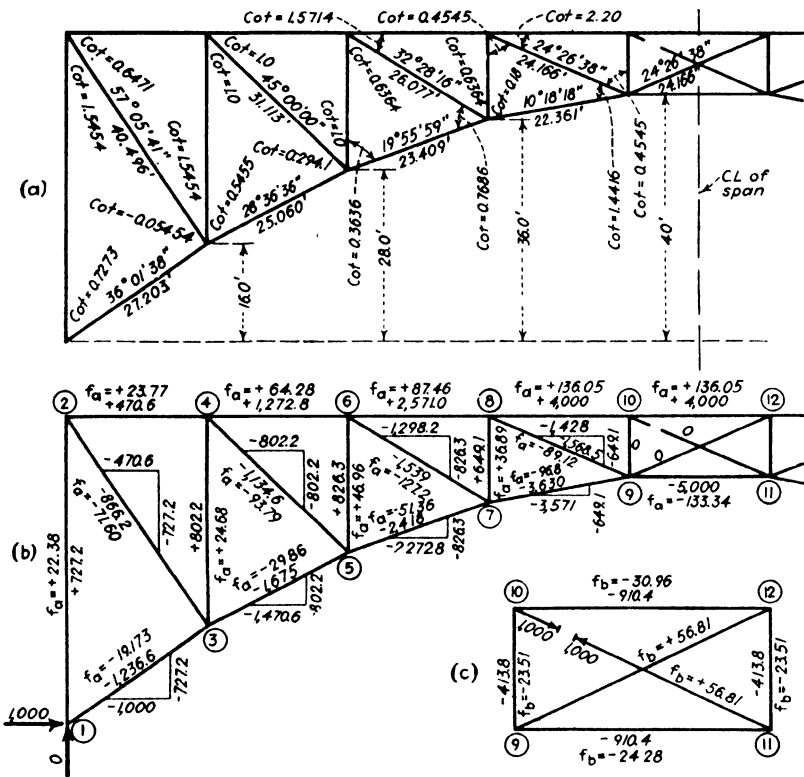 Cot=1.5714
Cot=0.4545
Cot=2.20
(a)
Cot=0.6471
Cot=1.5454
57°05'41"
40.496'
Cot=1.5454
Cot=1.0
Cot=1.0
45°00'00"
31.113'
Cot=1.0
Cot=0.6364
32°28'16"
26.077'
Cot=0.6364
Cot=0.18
24°26'38"
24.166'
24°26'38"
24.166'
Cot=-0.05454
Cot=0.7273
36°01'38"
27.203'
Cot=0.5455
28°36'36"
25.060'
Cot=0.294
19°55'59"
23.409'
10°18'18"
22.361'
Cot=0.3636
Cot=0.7686
Cot=1.4416
Cot=0.4545
16.0'
28.0'
36.0'
40'
CL of
span
(b)
2
fa=+23.77
+470.6
4
fa=+64.28
+1,272.8
6
fa=+87.46
+2,571.0
8
fa=+136.05
+4,000
10
fa=+136.05
+4,000
12
fa=+22.38
+727.2
-470.6
-727.2
-866.2
fa=-71.60
+802.2
fa=+24.68
-802.2
-802.2
-1,134.6
fa=-93.79
+826.3
fa=+46.96
-1,298.2
-826.3
-1,539
fa=-127.2
+649.1
fa=+36.89
-1,428
-649.1
-1,568.5
fa=-89.12
0
0
0
fa=-19.173
-1,236.6
-1,000
-727.2
fa=-29.86
-1,675
-1,470.6
-802.2
fa=-51.36
-2,418
-2,272.8
-826.3
fa=-96.8
-3,630
-3,571
-649.1
-5,000
fa=-133.34
1,000
0
1
3
5
7
9
11
(c)
10
fb=-30.96
-910.4
12
1,000
1,000
fb=+56.81
fb=+56.81
-413.8
fb=-23.51
-413.8
fb=-23.51
9
-910.4
fb=-24.28
11